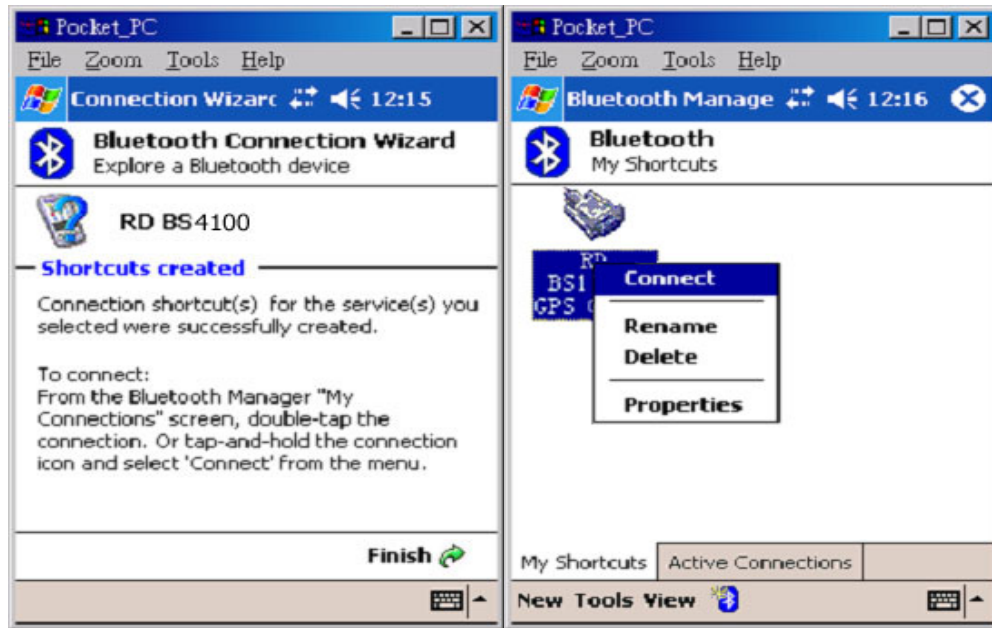 Pocket_PC
File Zoom Tools Help
Connection Wizarc 12:15
Bluetooth Connection Wizard
Explore a Bluetooth device
RD BS4100
Shortcuts created
Connection shortcut(s) for the service(s) you
selected were successfully created.
To connect:
From the Bluetooth Manager "My
Connections" screen, double-tap the
connection. Or tap-and-hold the connection
icon and select 'Connect' from the menu.
Finish
Pocket_PC
File Zoom Tools Help
Bluetooth Manage 12:16
Bluetooth
My Shortcuts
RD
BS1
GPS
Connect
Rename
Delete
Properties
My Shortcuts Active Connections
New Tools View